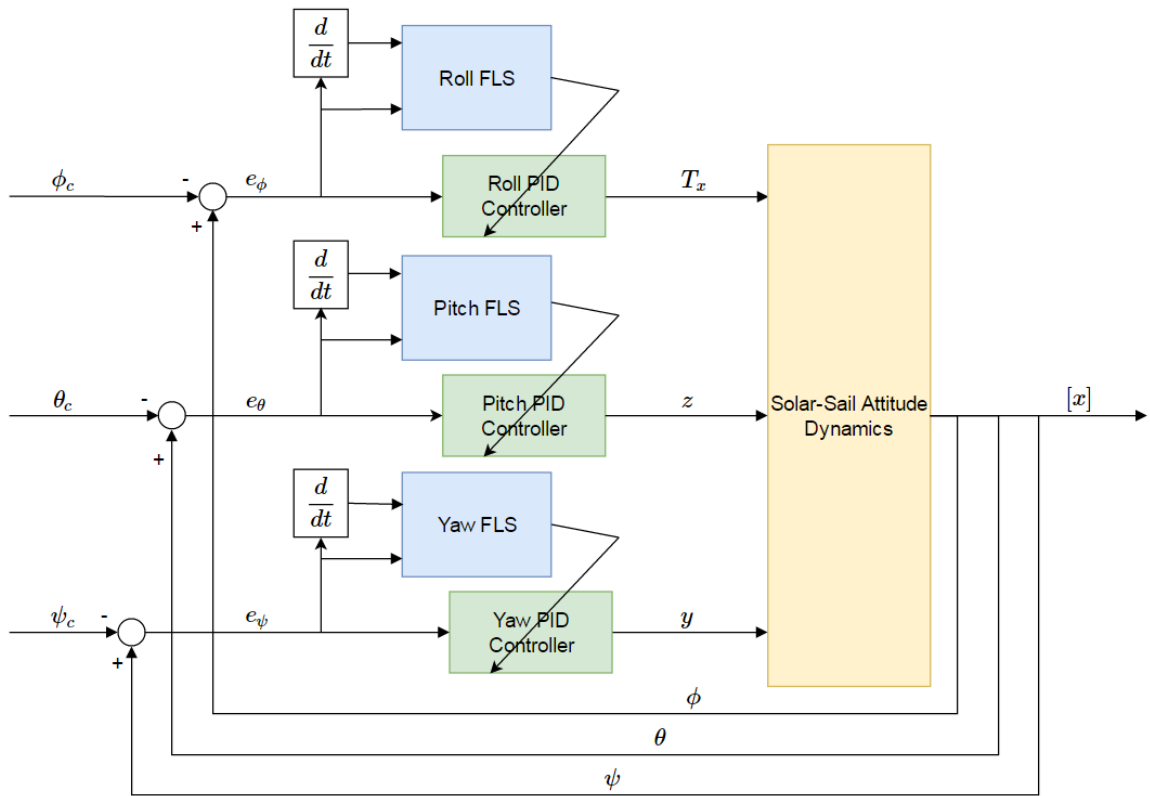 d
dt
Roll FLS
ϕ_c
-
+
e_ϕ
Roll PID
Controller
T_x
d
dt
Pitch FLS
θ_c
-
+
e_θ
Pitch PID
Controller
z
Solar-Sail Attitude
Dynamics
[x]
d
dt
Yaw FLS
ψ_c
-
+
e_ψ
Yaw PID
Controller
y
ϕ
θ
ψ